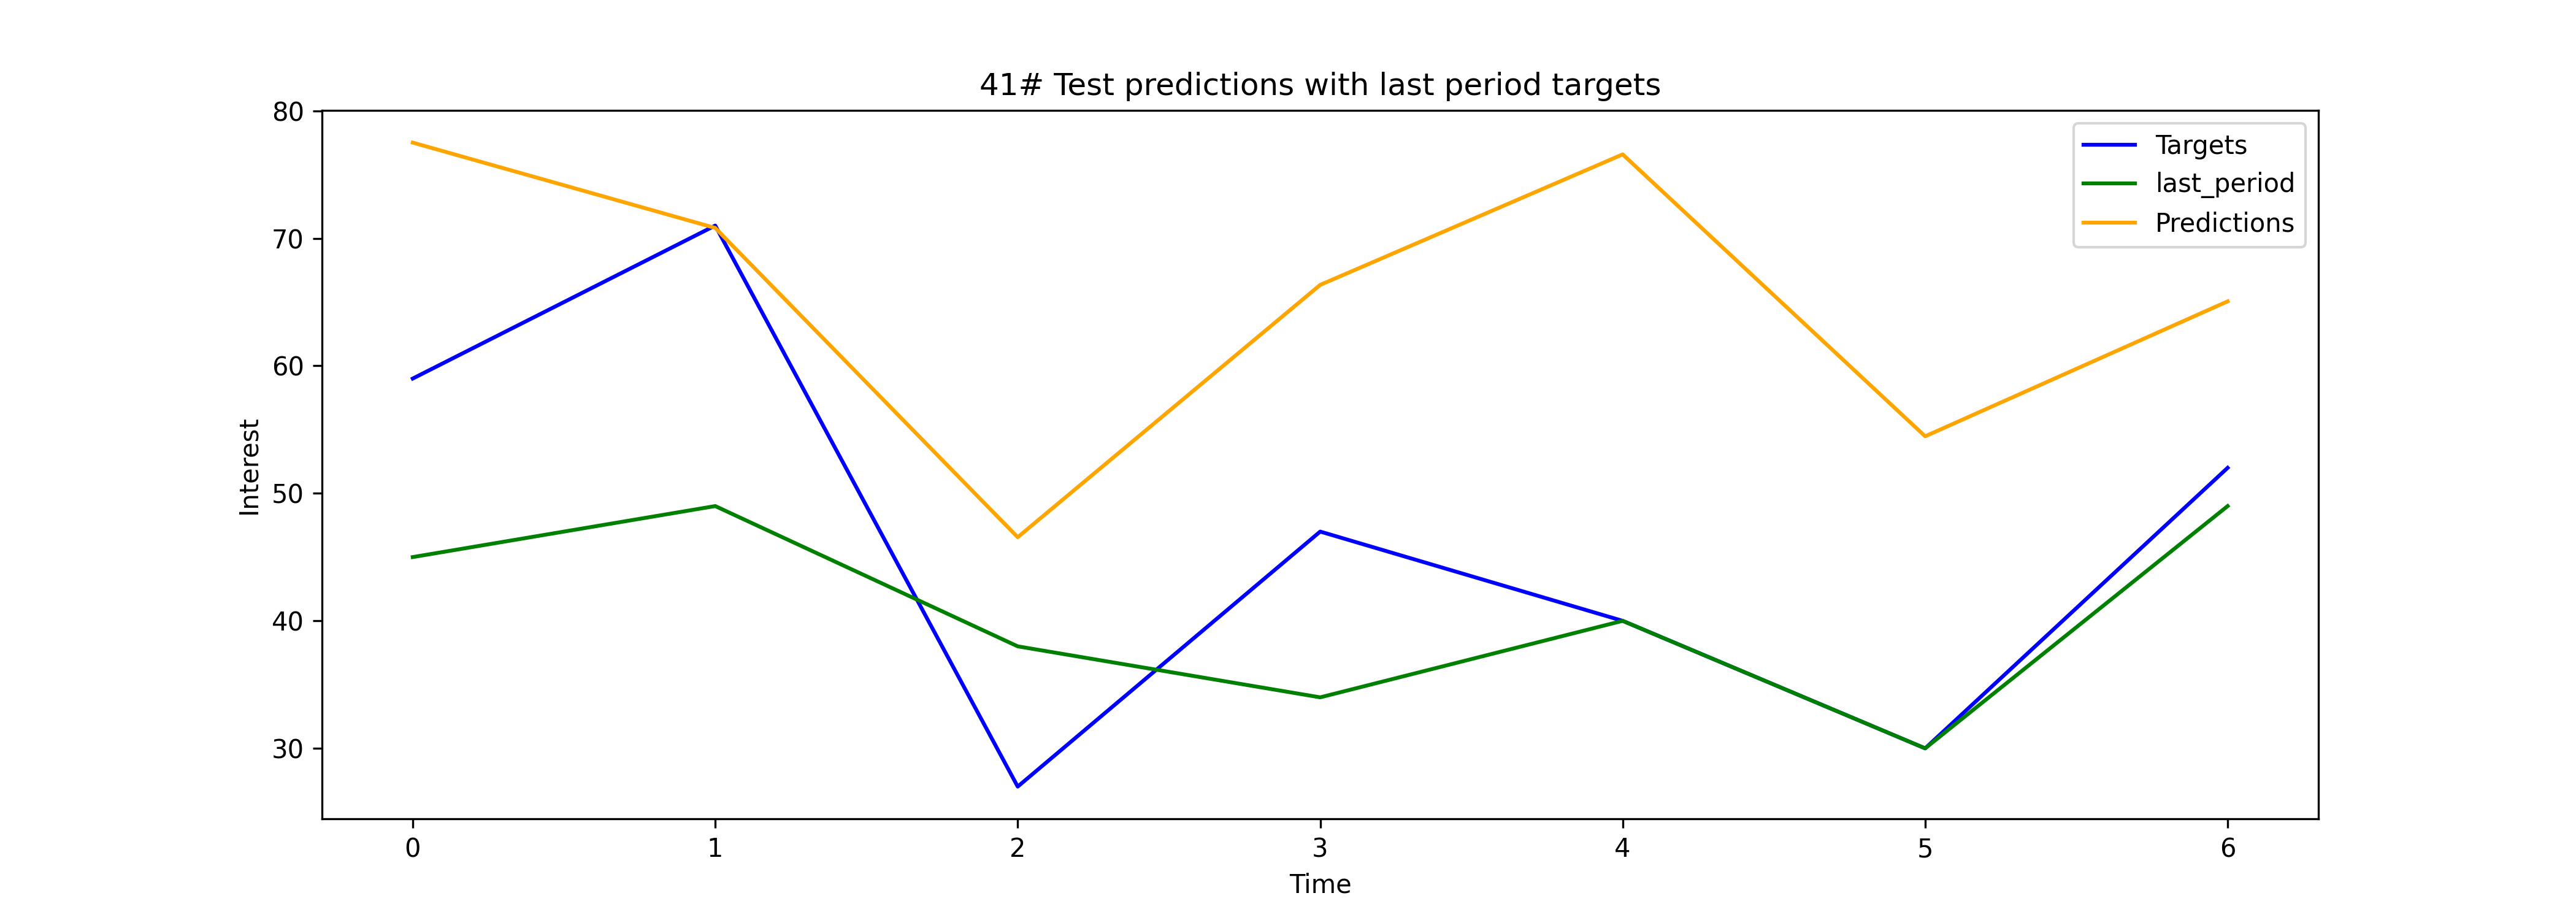 41# Test predictions with last period targets
80
70
60
50
40
30
Interest
Targets
last_period
Predictions
0 1 2 3 4 5 6
Time